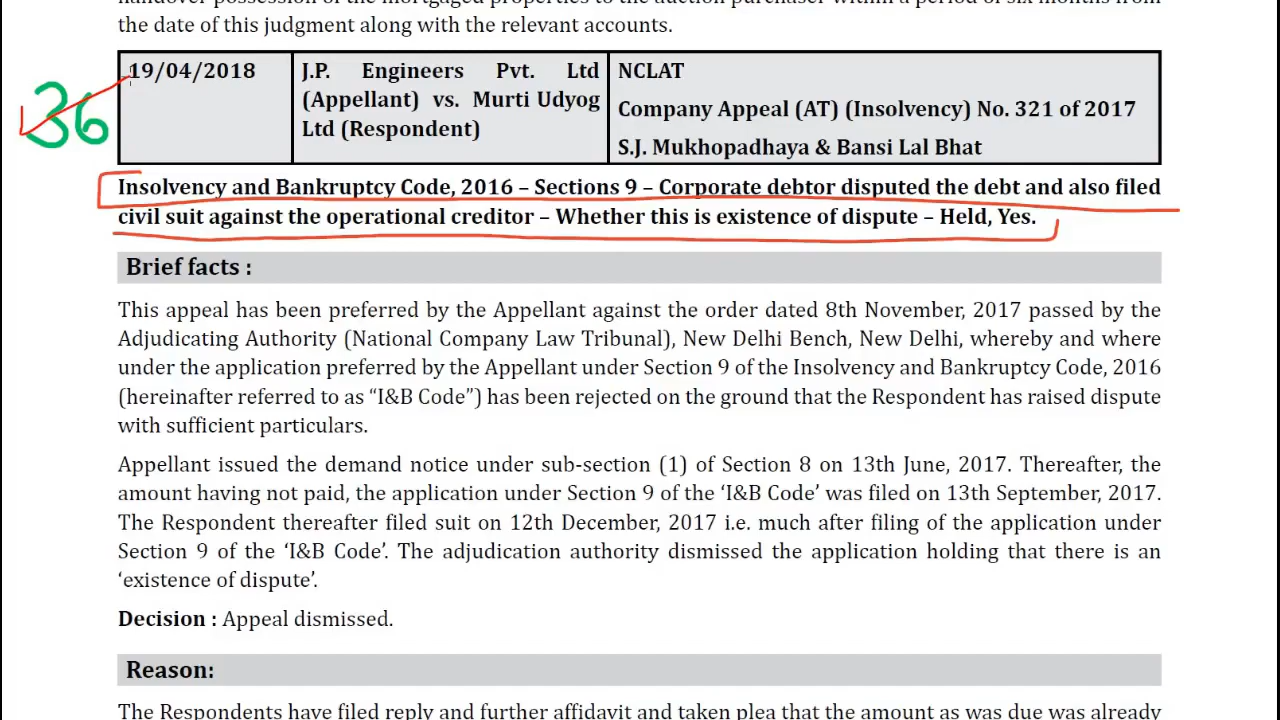 handover possession of the mortgaged properties to the auction purchaser within a period of six months from
the date of this judgment along with the relevant accounts.
36
19/04/2018
J.P. Engineers Pvt. Ltd
(Appellant) vs. Murti Udyog
Ltd (Respondent)
NCLAT
Company Appeal (AT) (Insolvency) No. 321 of 2017
S.J. Mukhopadhaya & Bansi Lal Bhat
Insolvency and Bankruptcy Code, 2016 – Sections 9 – Corporate debtor disputed the debt and also filed
civil suit against the operational creditor – Whether this is existence of dispute – Held, Yes.
Brief facts :
This appeal has been preferred by the Appellant against the order dated 8th November, 2017 passed by the
Adjudicating Authority (National Company Law Tribunal), New Delhi Bench, New Delhi, whereby and where
under the application preferred by the Appellant under Section 9 of the Insolvency and Bankruptcy Code, 2016
(hereinafter referred to as “I&B Code”) has been rejected on the ground that the Respondent has raised dispute
with sufficient particulars.
Appellant issued the demand notice under sub-section (1) of Section 8 on 13th June, 2017. Thereafter, the
amount having not paid, the application under Section 9 of the ‘I&B Code’ was filed on 13th September, 2017.
The Respondent thereafter filed suit on 12th December, 2017 i.e. much after filing of the application under
Section 9 of the ‘I&B Code’. The adjudication authority dismissed the application holding that there is an
‘existence of dispute’.
Decision : Appeal dismissed.
Reason:
The Respondents have filed reply and further affidavit and taken plea that the amount as was due was already